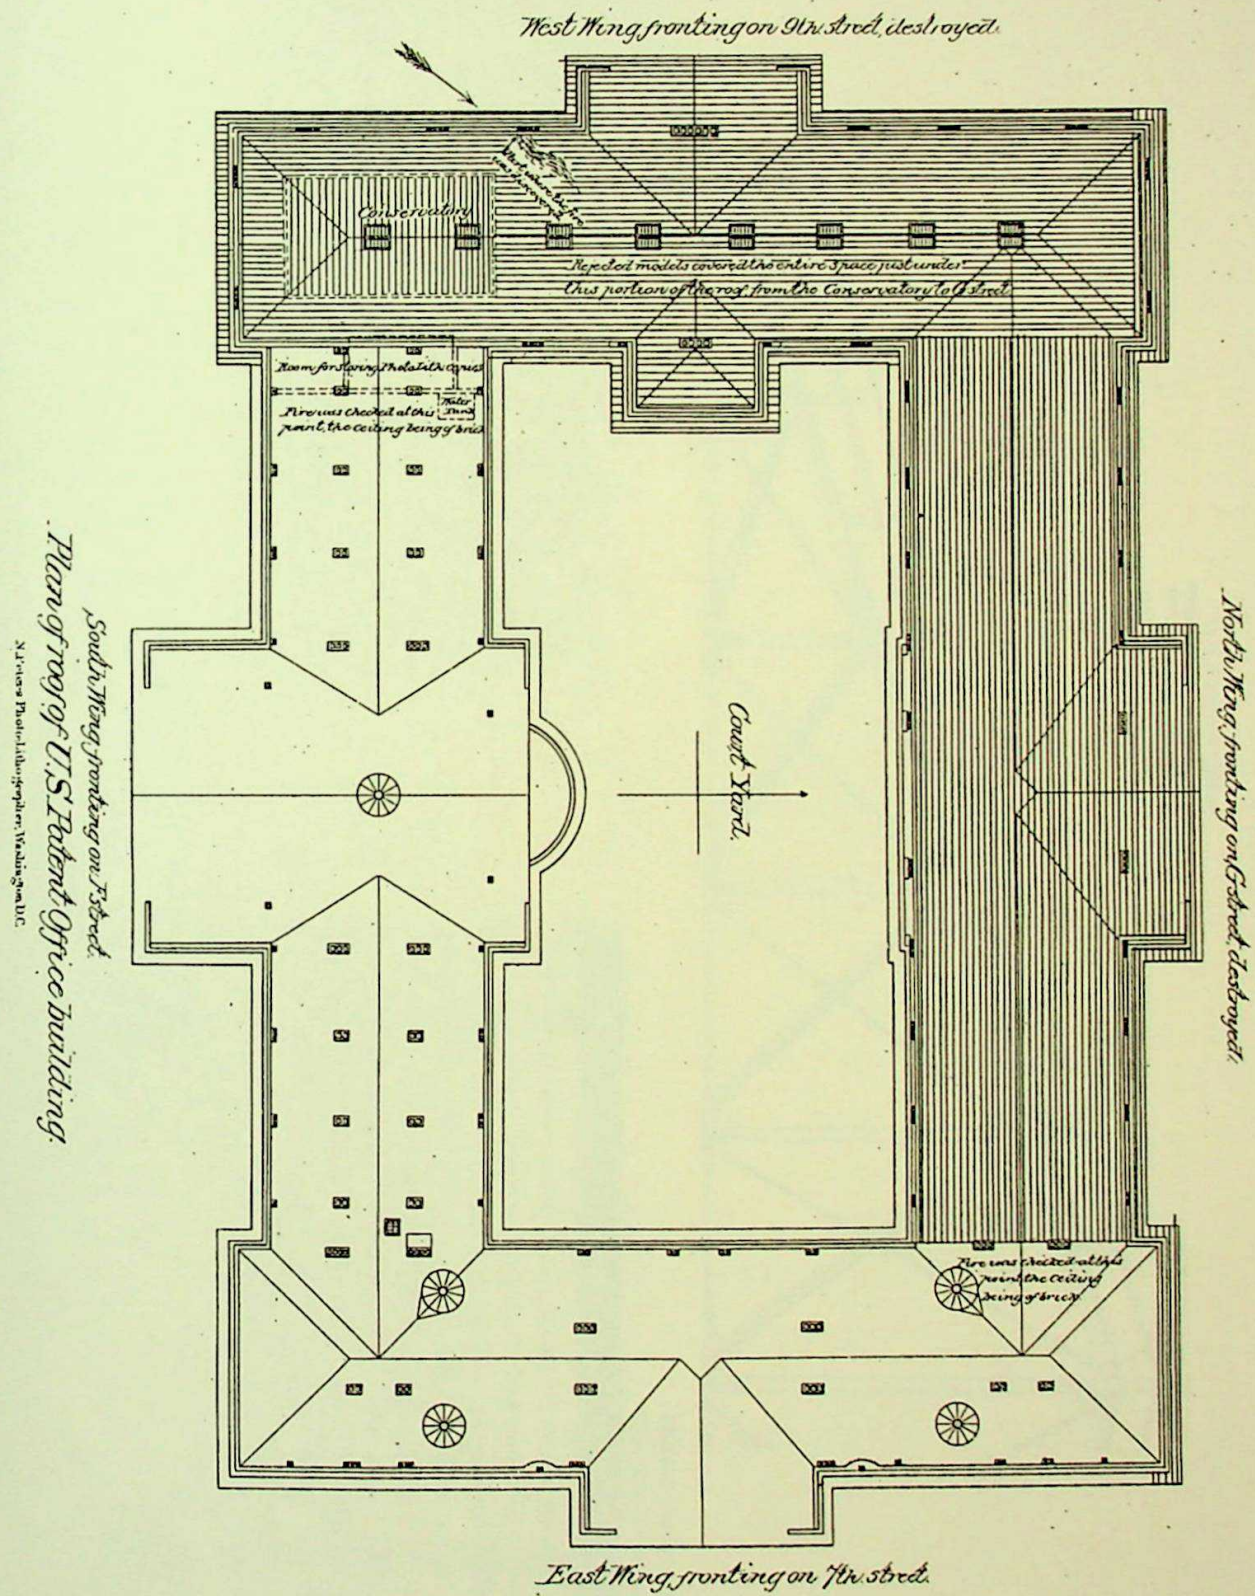 West Wing, fronting on 9th street, destroyed.
Conservatory
Rejected models covered the entire space just under
this portion of the roof, from the Conservatory to G street
Room for storing Photolith copies
Water
Tank
Fire was checked at this
point, the ceiling being of brick
Court Yard.
North Wing, fronting on G street, destroyed.
South Wing, fronting on F street.
Plan of roof of U.S. Patent Office building.
N. Peters Photo-Lithographer, Washington, D.C.
Fire was checked at this
point the Ceiling
being of brick.
East Wing, fronting on 7th street.